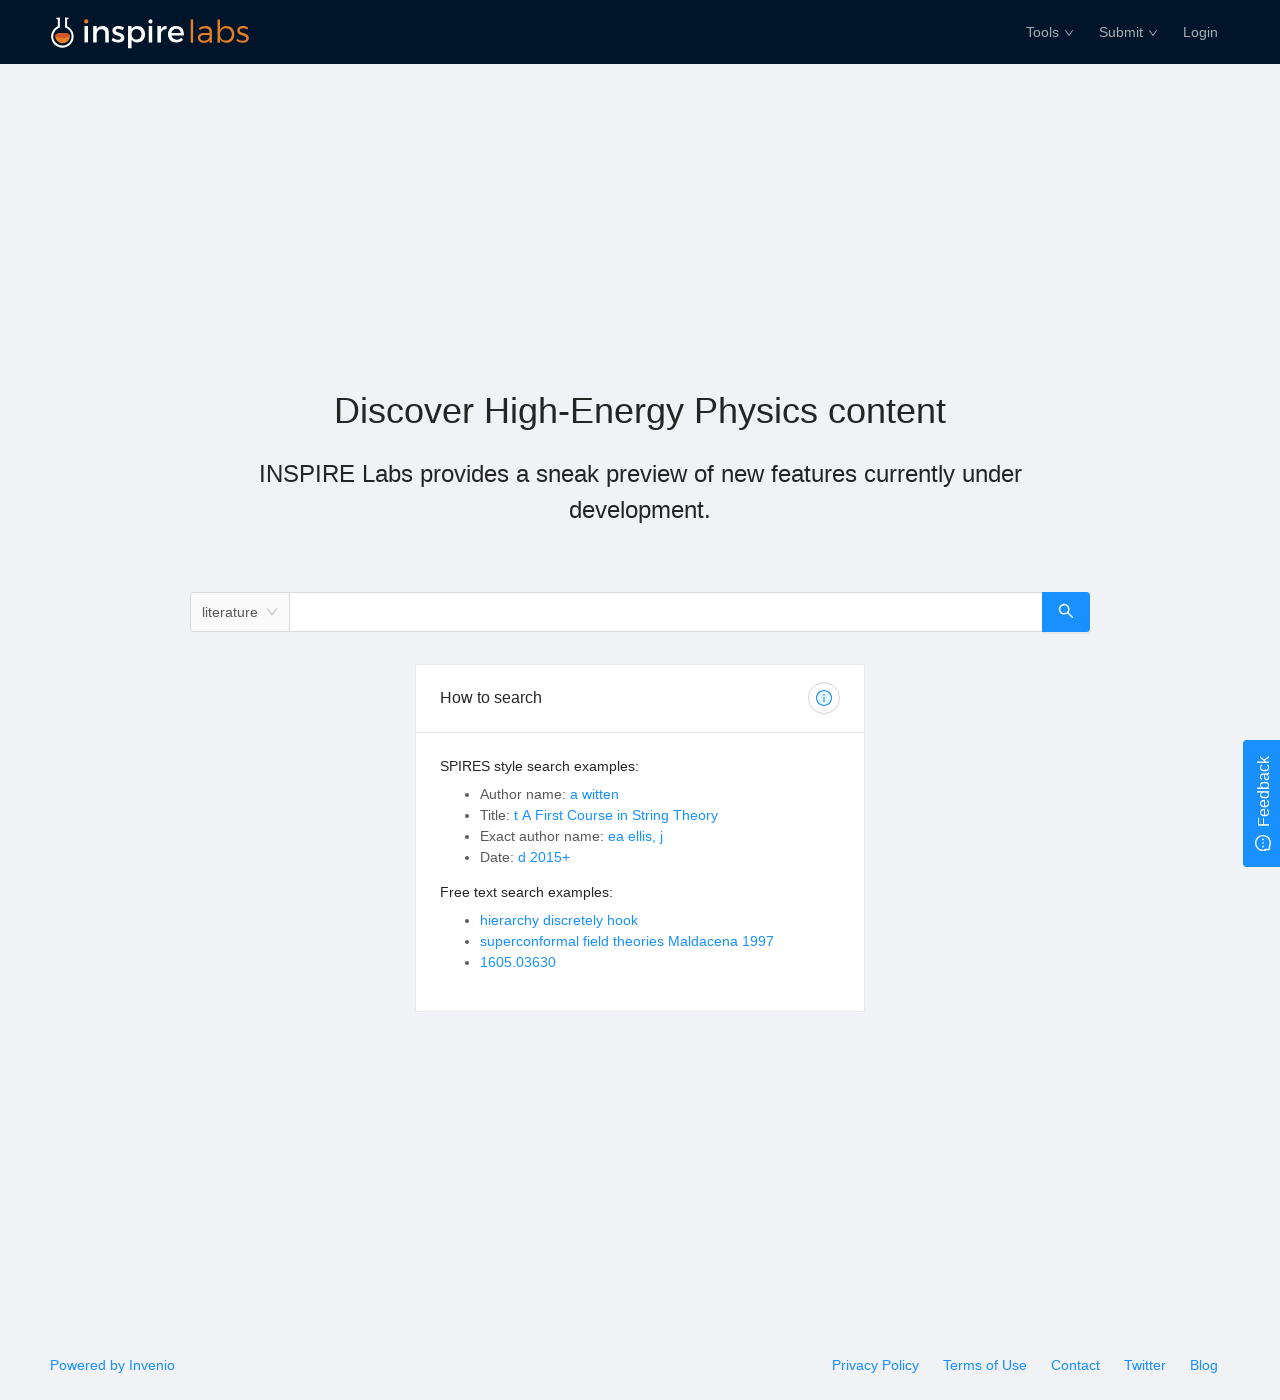 inspire labs
Tools
Submit
Login
Discover High-Energy Physics content
INSPIRE Labs provides a sneak preview of new features currently under
development.
literature
How to search
SPIRES style search examples:
Author name: a witten
Title: t A First Course in String Theory
Exact author name: ea ellis, j
Date: d 2015+
Free text search examples:
hierarchy discretely hook
superconformal field theories Maldacena 1997
1605.03630
Feedback
Powered by Invenio
Privacy Policy
Terms of Use
Contact
Twitter
Blog